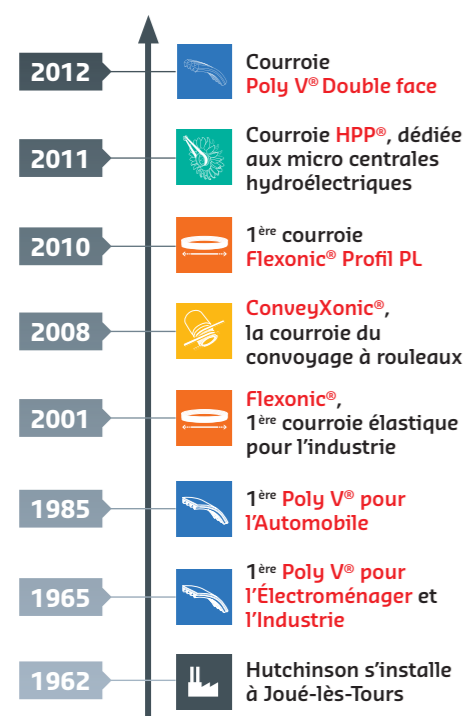 2012
Courroie
Poly V® Double face
2011
Courroie HPP®, dédiée
aux micro centrales
hydroélectriques
2010
1ère courroie
Flexonic® Profil PL
2008
ConveyXonic®,
la courroie du
convoyage à rouleaux
2001
Flexonic®,
1ère courroie élastique
pour l'industrie
1985
1ère Poly V® pour
l'Automobile
1965
1ère Poly V® pour
l'Électroménager et
l'Industrie
1962
Hutchinson s'installe
à Joué-lès-Tours